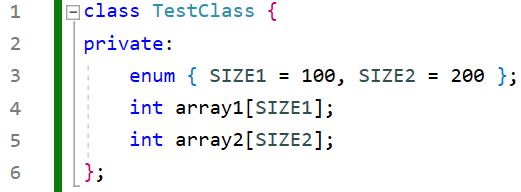 1 class TestClass {
2 private:
3     enum { SIZE1 = 100, SIZE2 = 200 };
4     int array1[SIZE1];
5     int array2[SIZE2];
6 };